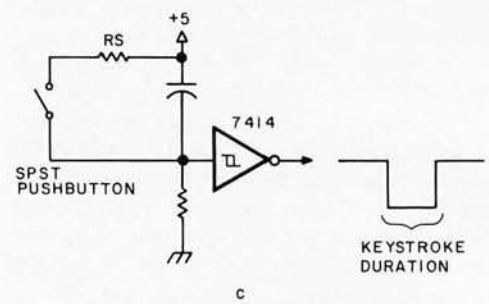 +5
RS
7414
SPST
PUSHBUTTON
KEYSTROKE
DURATION
c